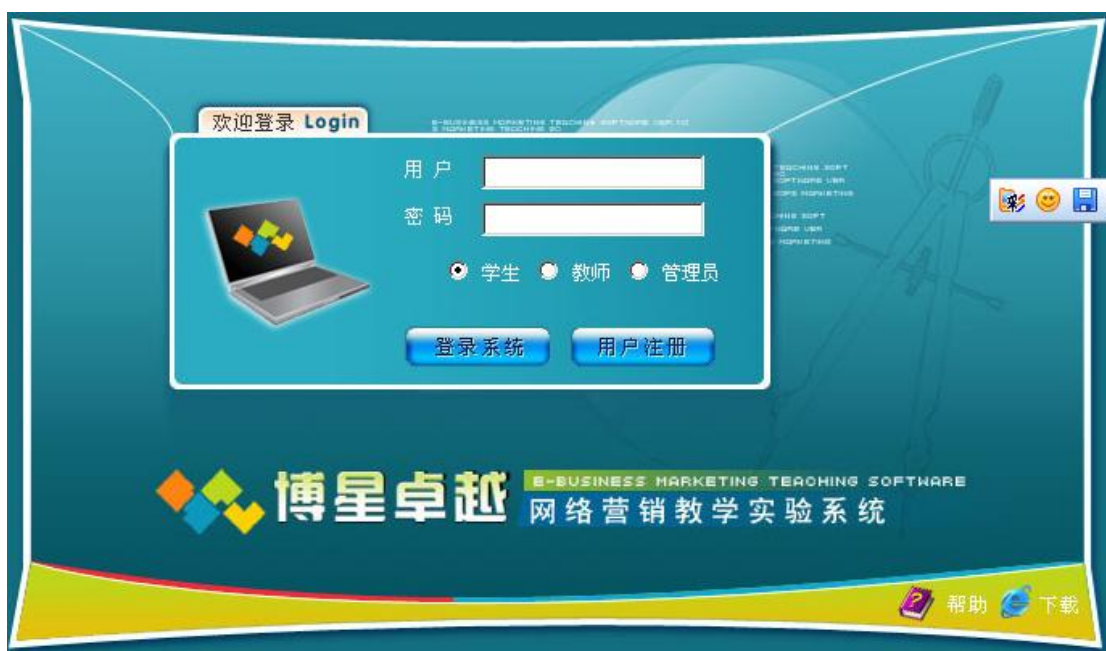 欢迎登录 Login
用户
密码
学生 教师 管理员
登录系统 用户注册
博星卓越
E-BUSINESS MARKETING TEACHING SOFTWARE
网络营销教学实验系统
彩
帮助 下载